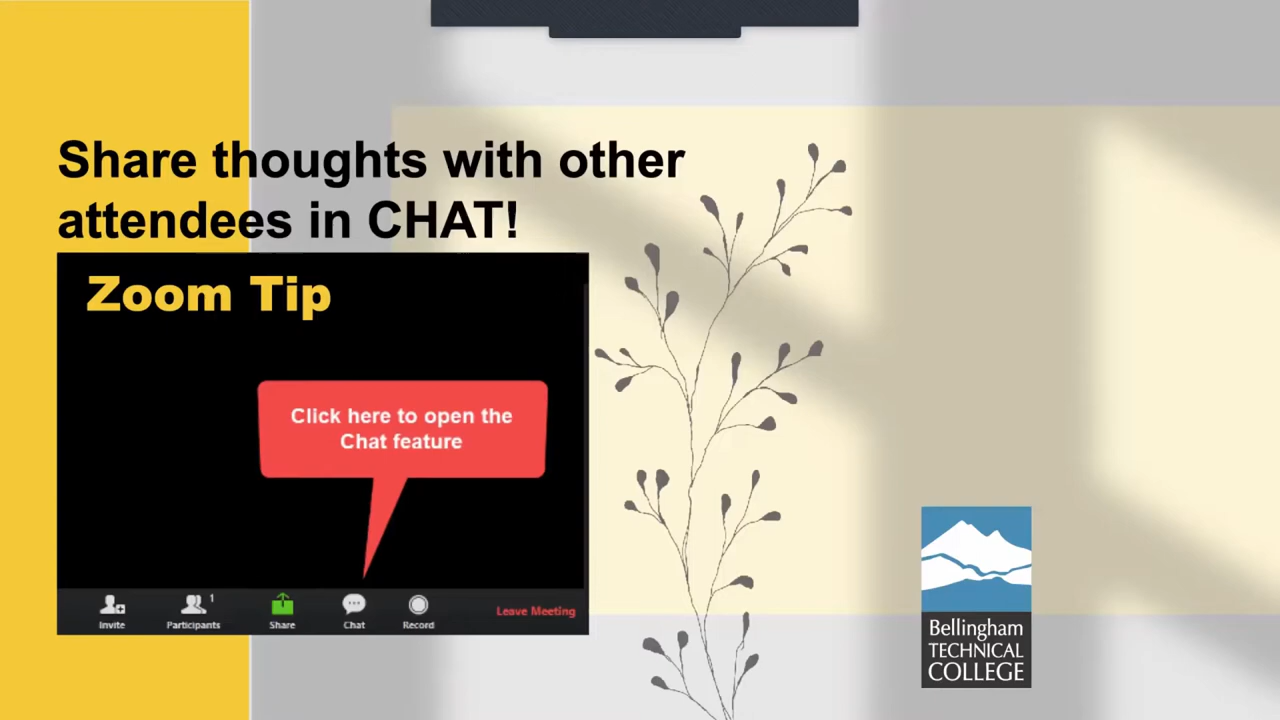 Share thoughts with other
attendees in CHAT!
Zoom Tip
Click here to open the
Chat feature
Invite
Participants
1
Share
Chat
Record
Leave Meeting
Bellingham
TECHNICAL
COLLEGE